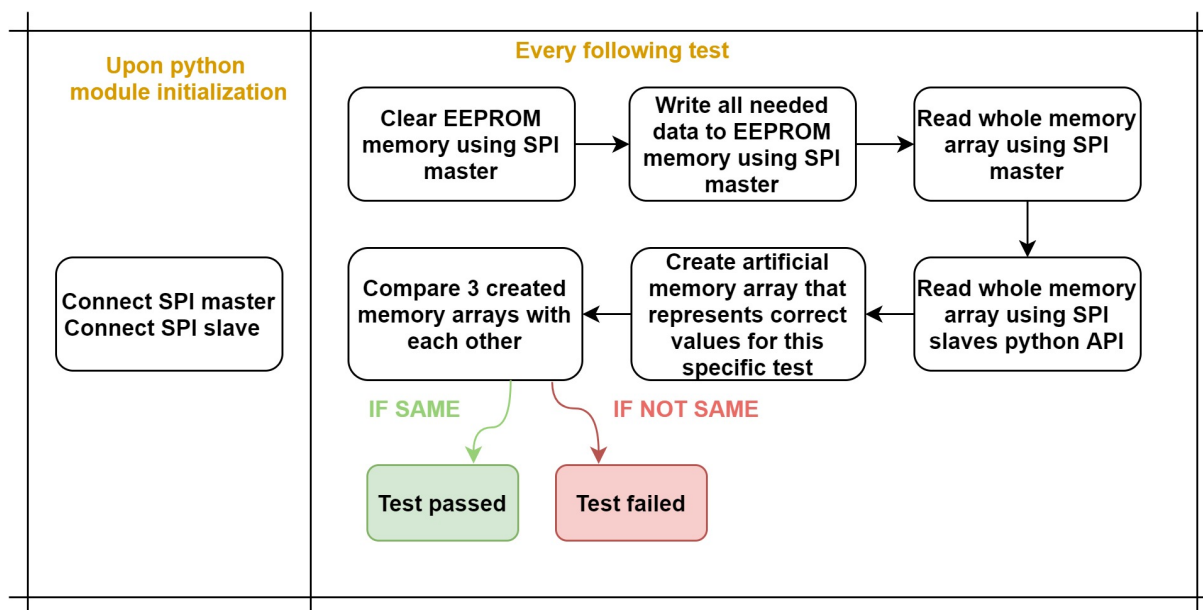 Upon python
module initialization
Connect SPI master
Connect SPI slave
Every following test
Clear EEPROM
memory using SPI
master
Write all needed
data to EEPROM
memory using SPI
master
Read whole memory
array using SPI
master
Read whole memory
array using SPI
slaves python API
Create artificial
memory array that
represents correct
values for this
specific test
Compare 3 created
memory arrays with
each other
IF SAME
IF NOT SAME
Test passed
Test failed